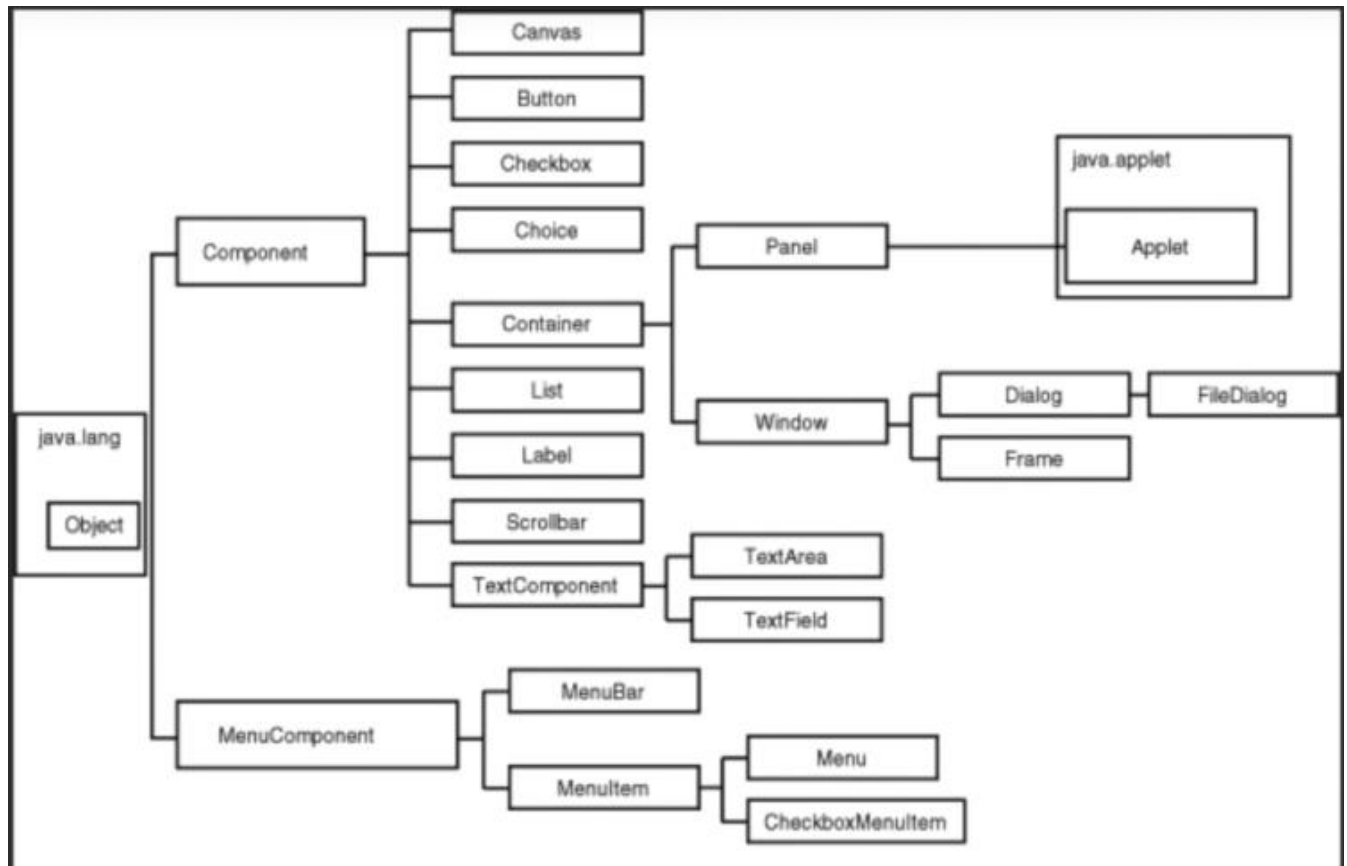 Canvas
Button
Checkbox
java.applet
Choice
Component
Panel
Applet
Container
List
Dialog
FileDialog
Window
java.lang
Label
Frame
Object
Scrollbar
TextArea
TextComponent
TextField
MenuBar
MenuComponent
Menu
MenuItem
CheckboxMenuItem